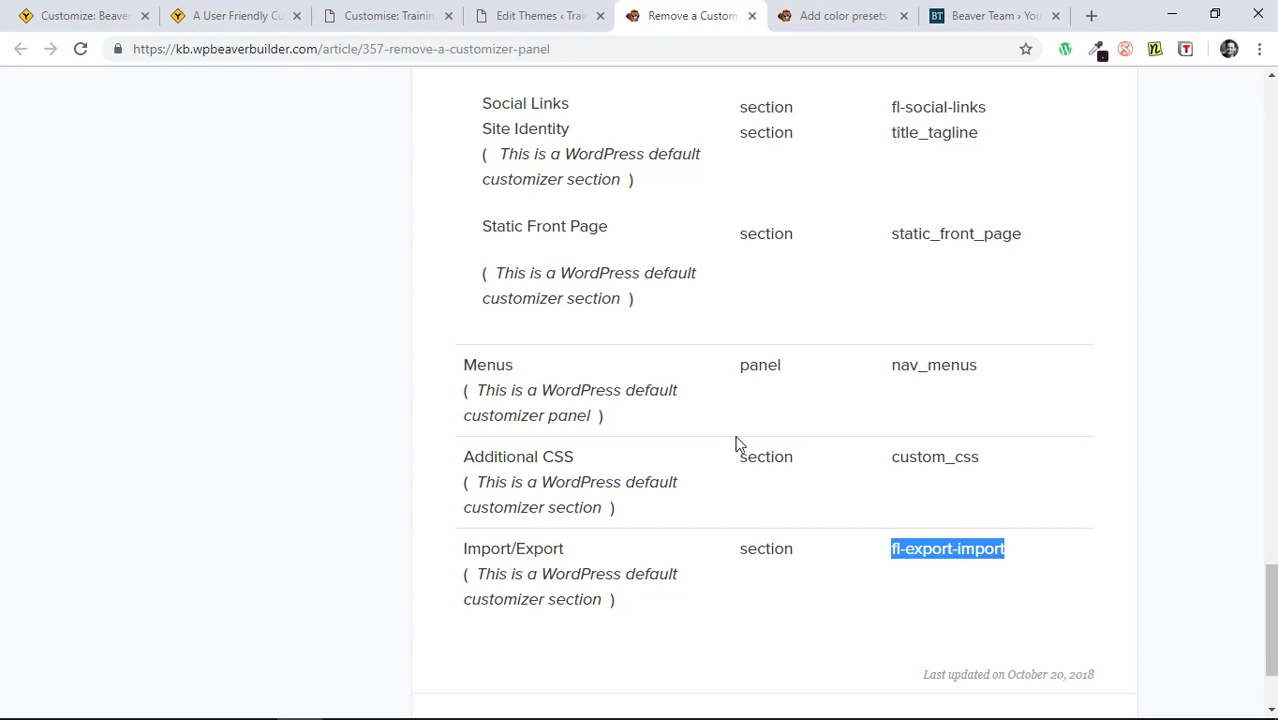 Customize: Beaver
A User Friendly Cu
Customise: Trainin
Edit Themes ‹ Train
Remove a Custom
Add color presets
BT Beaver Team › You
https://kb.wpbeaverbuilder.com/article/357-remove-a-customizer-panel
Social Links section fl-social-links
Site Identity section title_tagline
( This is a WordPress default
customizer section )
Static Front Page section static_front_page
( This is a WordPress default
customizer section )
Menus panel nav_menus
( This is a WordPress default
customizer panel )
Additional CSS section custom_css
( This is a WordPress default
customizer section )
Import/Export section fl-export-import
( This is a WordPress default
customizer section )
Last updated on October 20, 2018